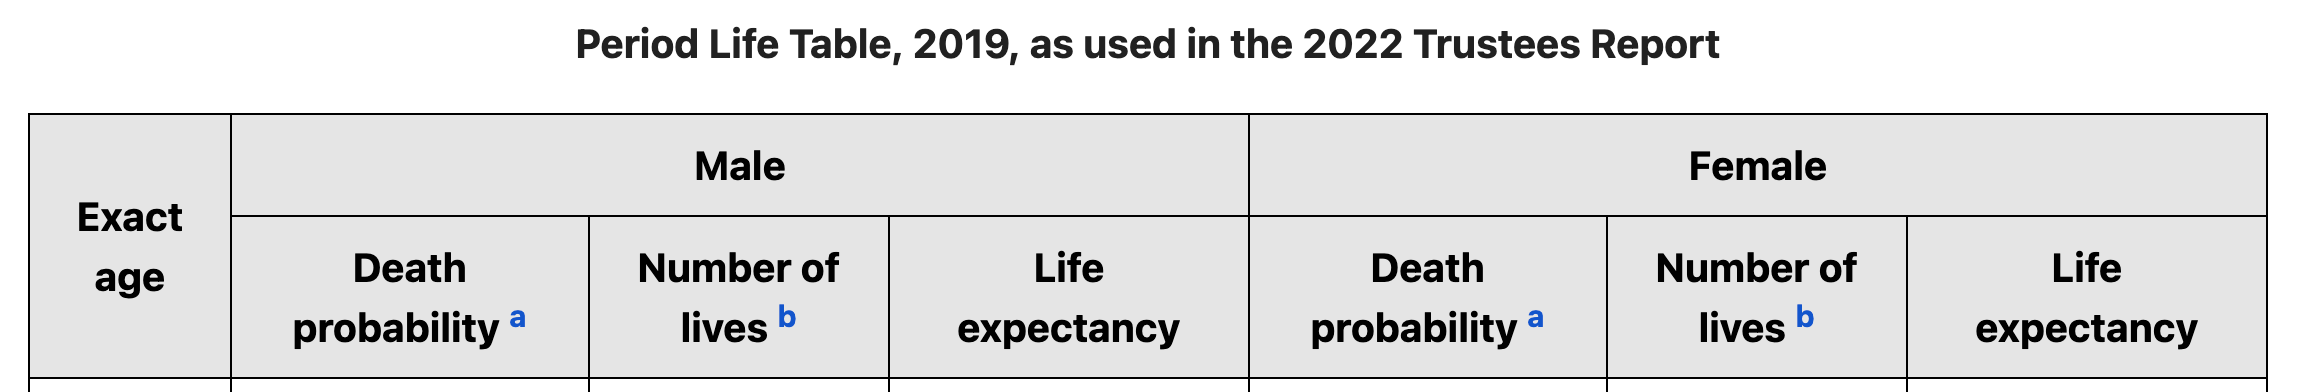 Period Life Table, 2019, as used in the 2022 Trustees Report
Exact
age
Male
Female
Death
probability a
Number of
lives b
Life
expectancy
Death
probability a
Number of
lives b
Life
expectancy